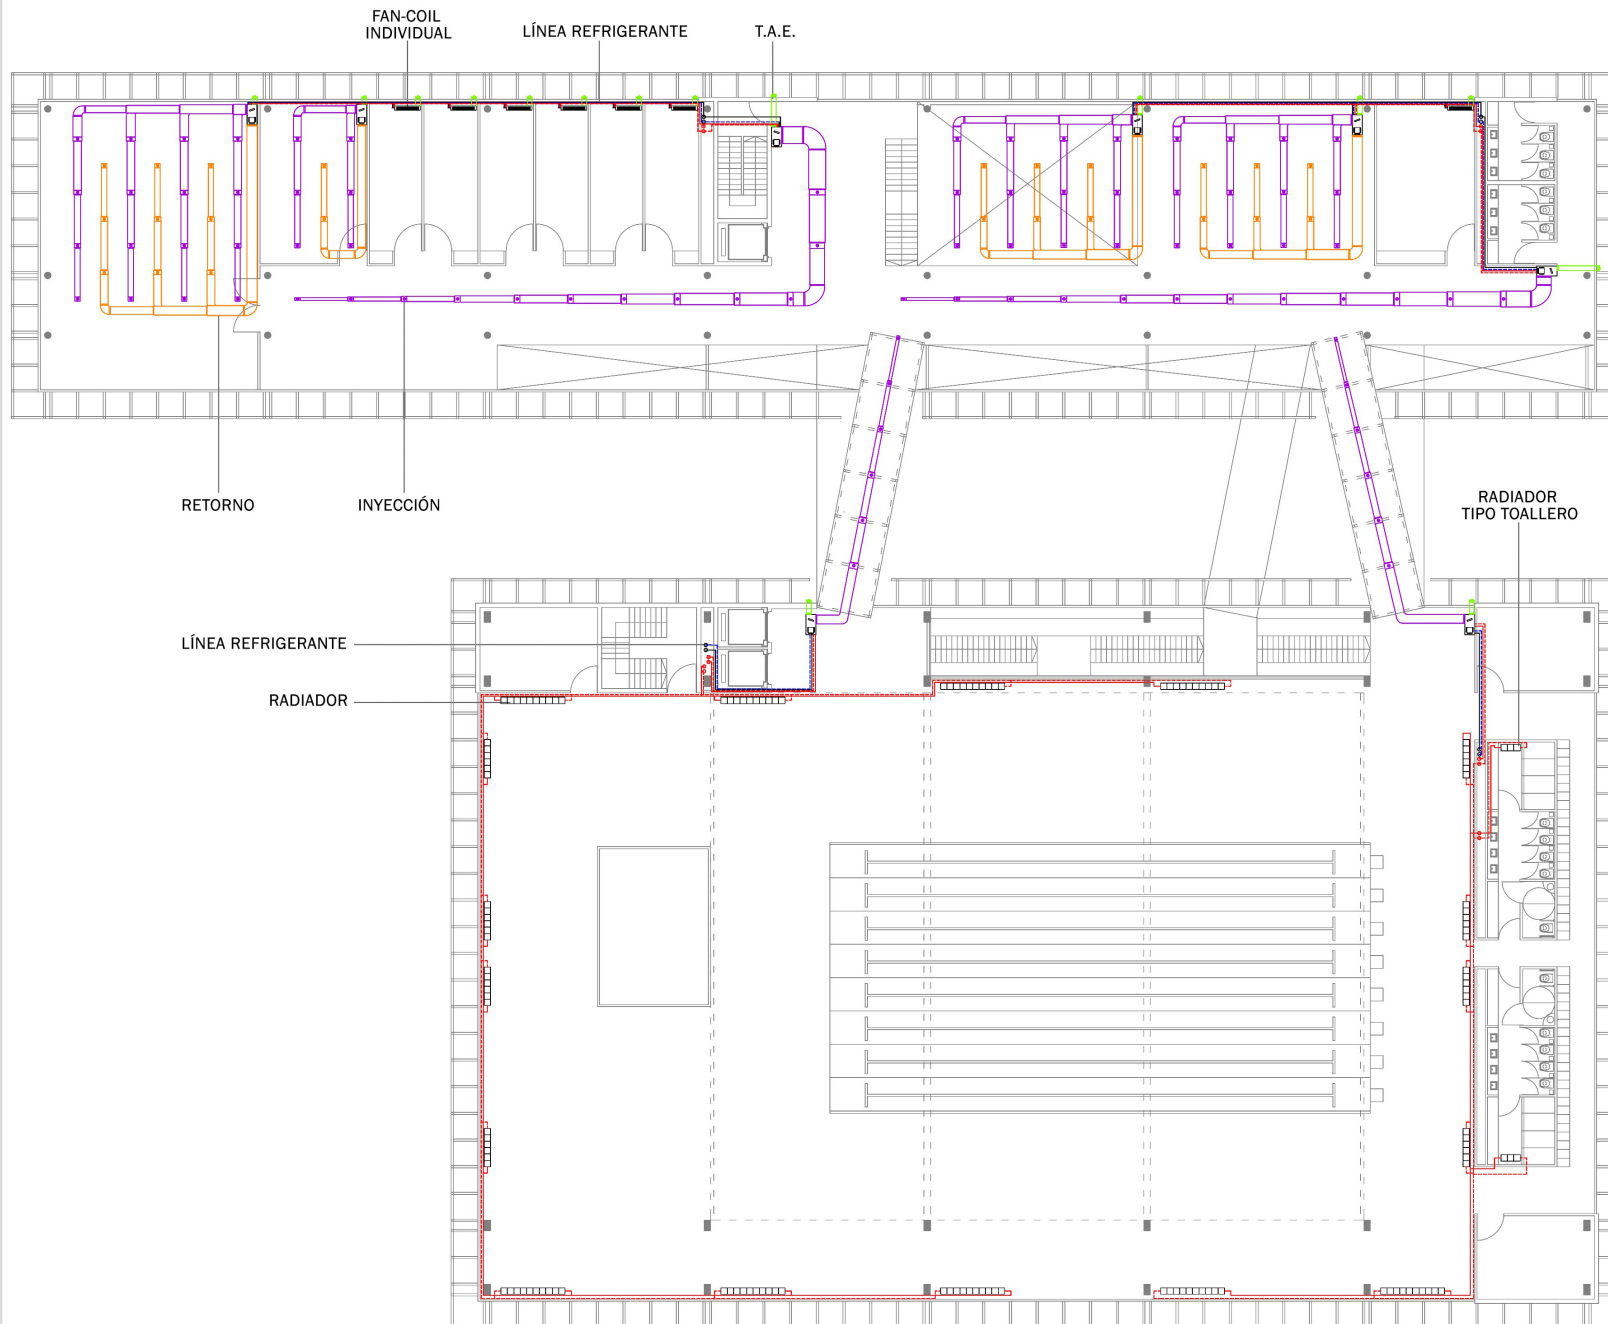 FAN-COIL
INDIVIDUAL
LÍNEA REFRIGERANTE
T.A.E.
RETORNO
INYECCIÓN
RADIADOR
TIPO TOALLERO
LÍNEA REFRIGERANTE
RADIADOR